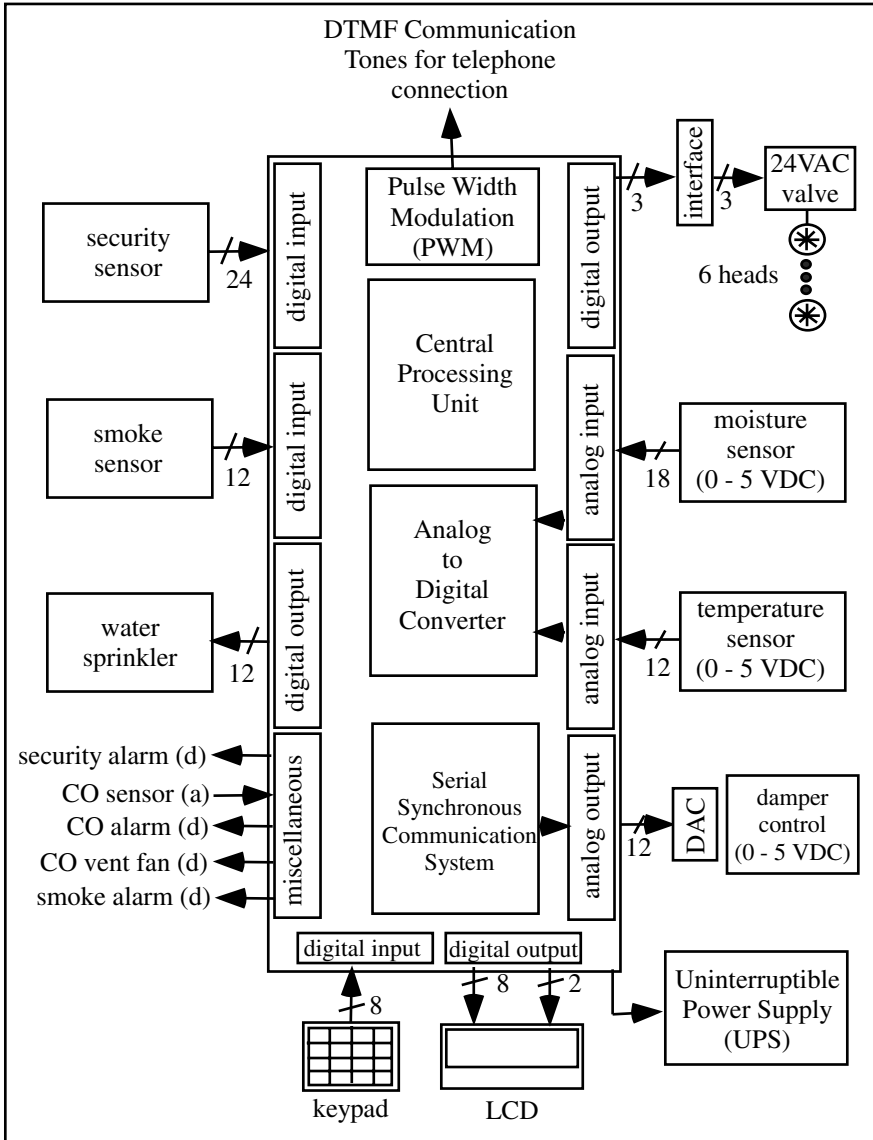 DTMF Communication
Tones for telephone
connection
security
sensor
24
digital input
Pulse Width
Modulation
(PWM)
digital output
3
interface
3
24VAC
valve
6 heads
Central
Processing
Unit
smoke
sensor
12
digital input
analog input
18
moisture
sensor
(0 - 5 VDC)
Analog
to
Digital
Converter
water
sprinkler
12
digital output
analog input
12
temperature
sensor
(0 - 5 VDC)
security alarm (d)
CO sensor (a)
CO alarm (d)
CO vent fan (d)
smoke alarm (d)
miscellaneous
Serial
Synchronous
Communication
System
analog output
12
DAC
damper
control
(0 - 5 VDC)
digital input
digital output
8
8
2
keypad
LCD
Uninterruptible
Power Supply
(UPS)